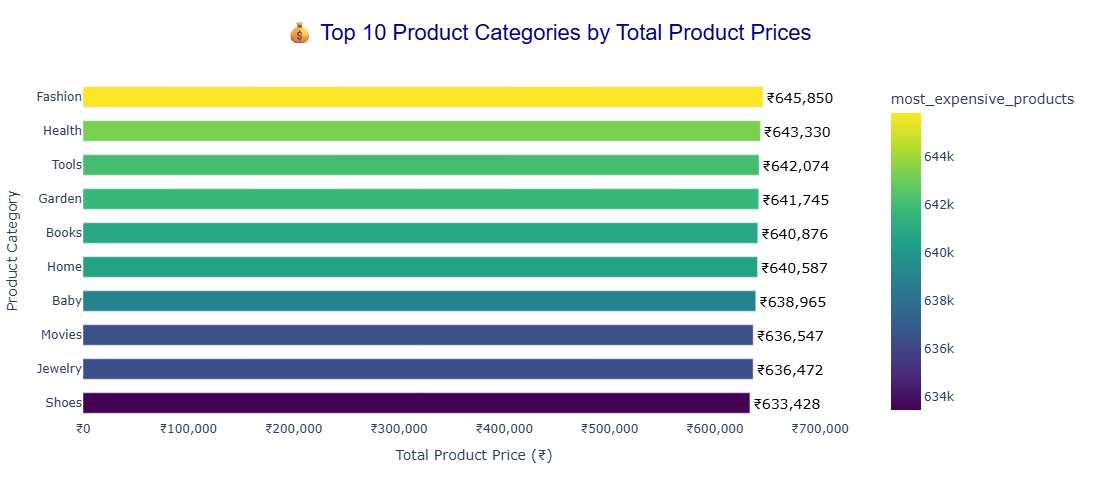 💰 Top 10 Product Categories by Total Product Prices
Product Category
Fashion ₹645,850
Health ₹643,330
Tools ₹642,074
Garden ₹641,745
Books ₹640,876
Home ₹640,587
Baby ₹638,965
Movies ₹636,547
Jewelry ₹636,472
Shoes ₹633,428
₹0 ₹100,000 ₹200,000 ₹300,000 ₹400,000 ₹500,000 ₹600,000 ₹700,000
Total Product Price (₹)
most_expensive_products
644k
642k
640k
638k
636k
634k